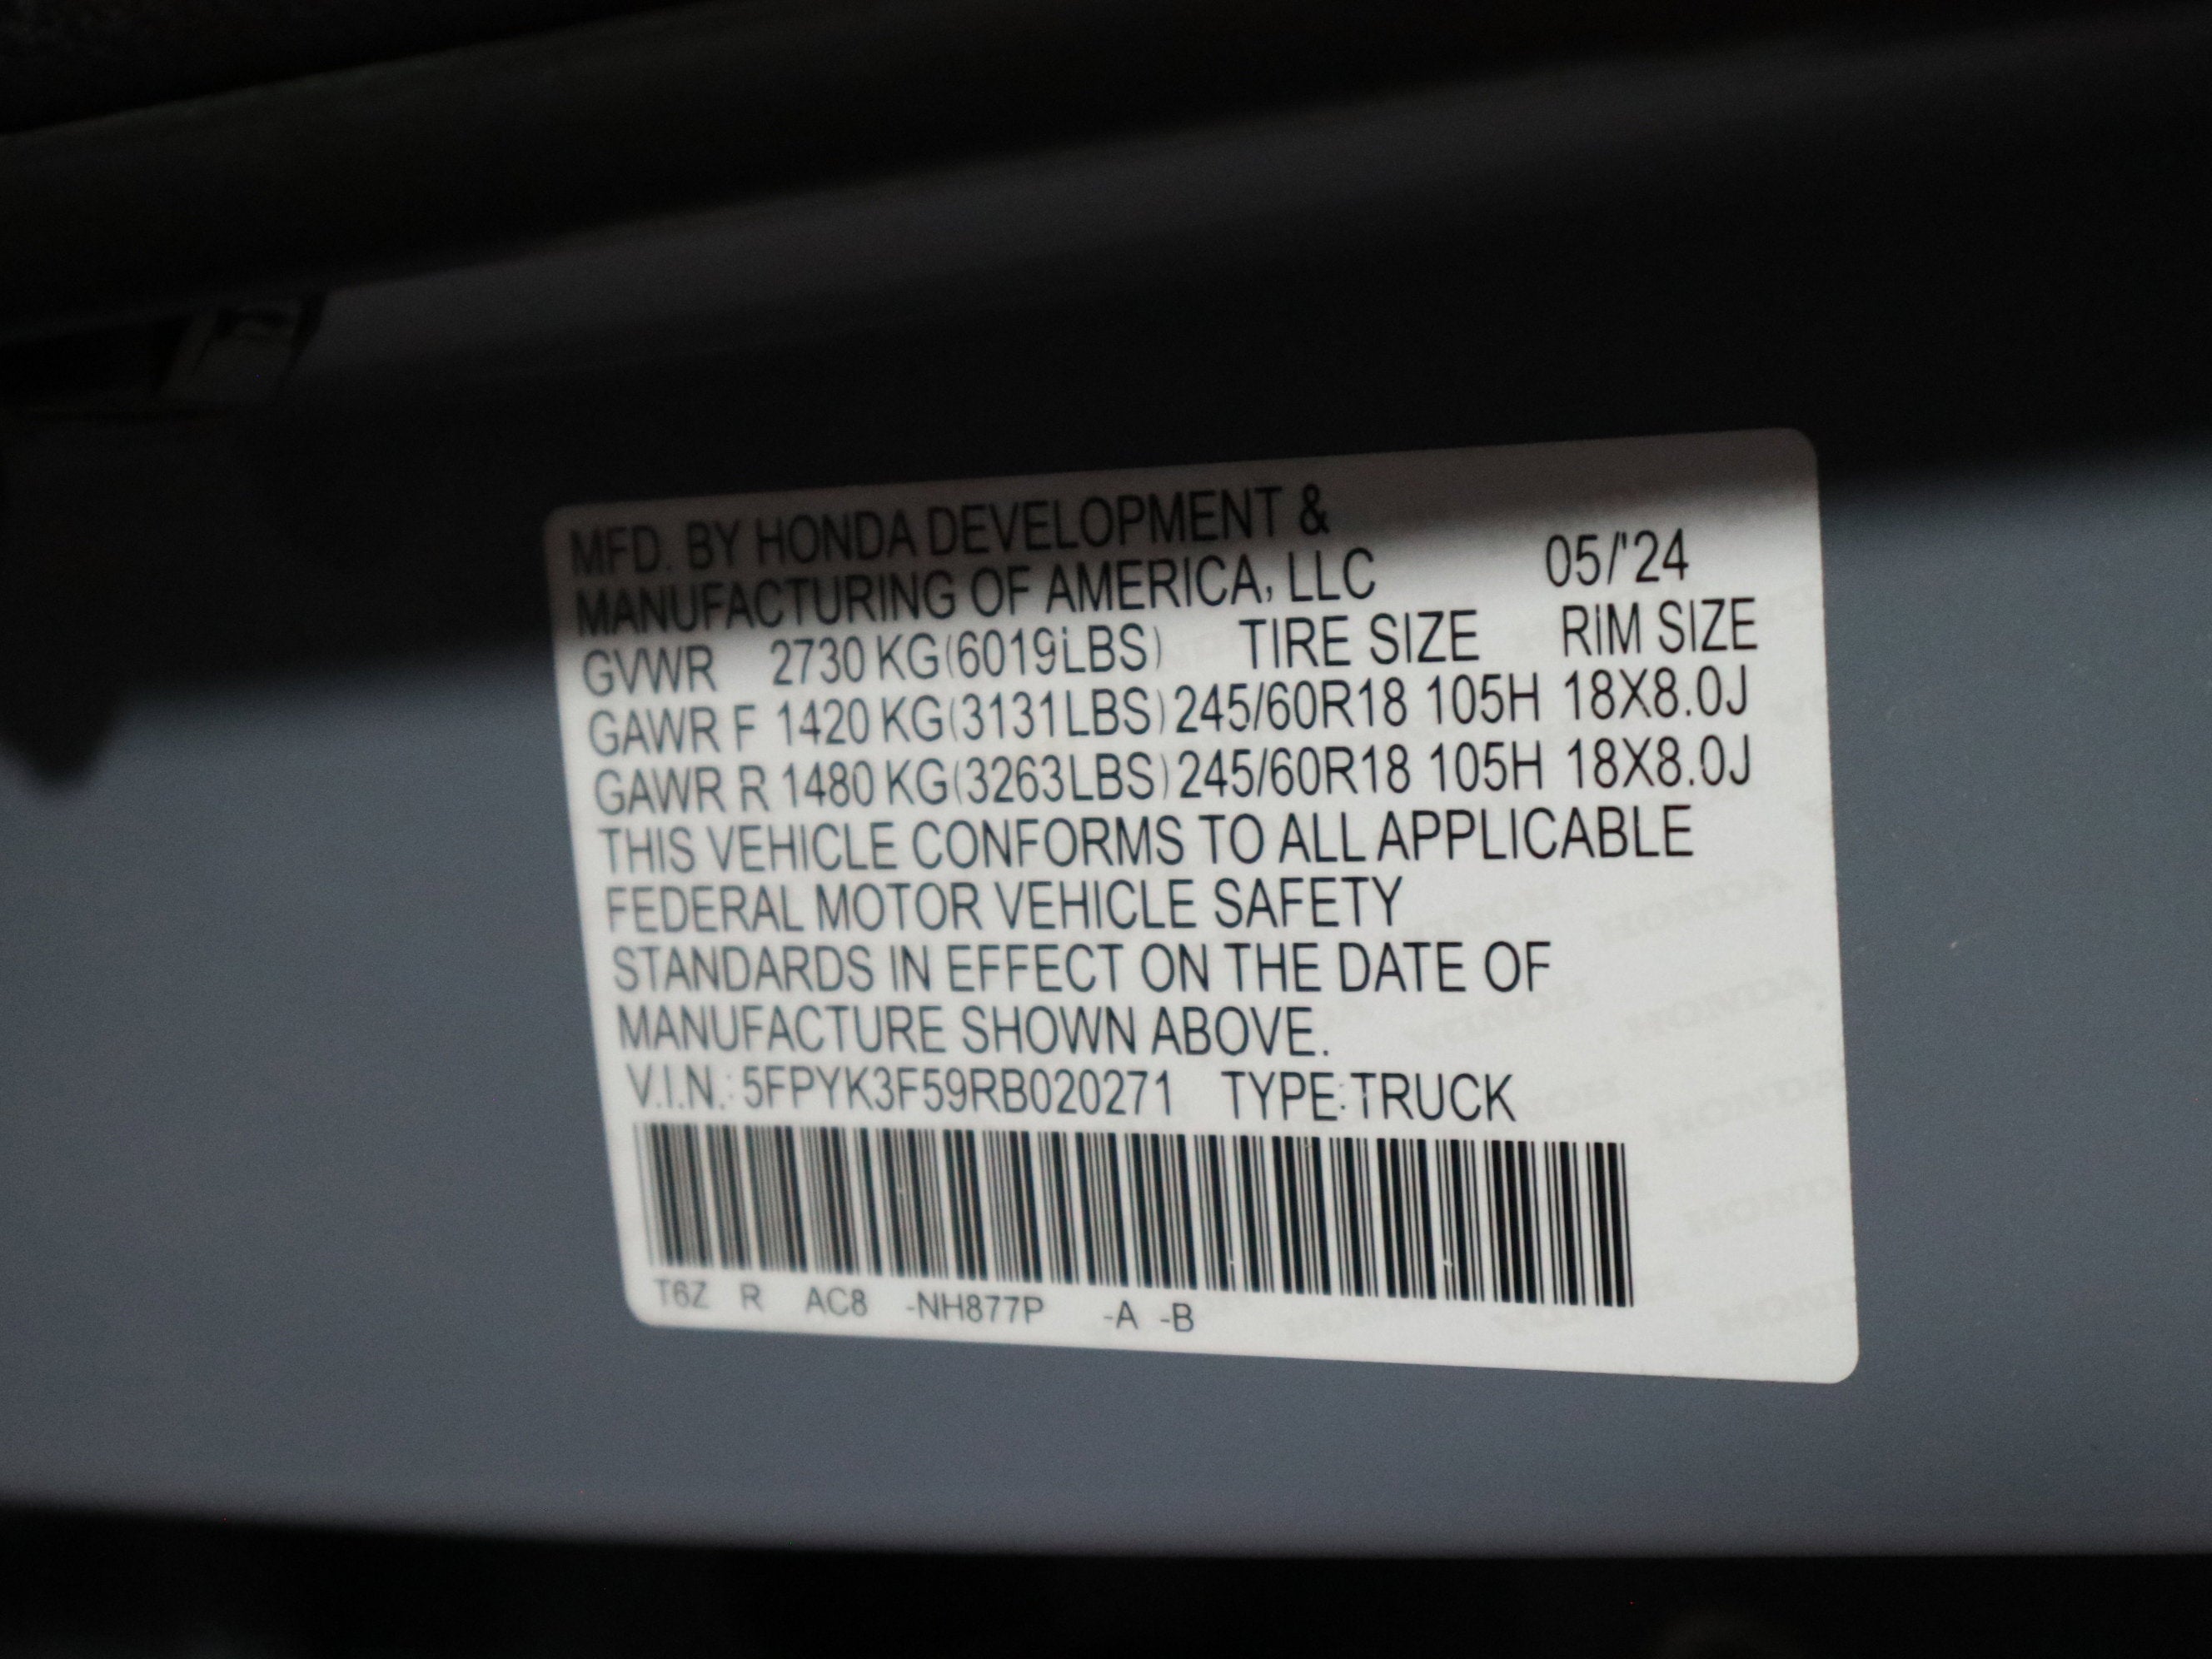 MFD. BY HONDA DEVELOPMENT &
MANUFACTURING OF AMERICA, LLC 05/'24
GVWR 2730 KG(6019LBS) TIRE SIZE RIM SIZE
GAWR F 1420 KG(3131LBS) 245/60R18 105H 18X8.0J
GAWR R 1480 KG(3263LBS) 245/60R18 105H 18X8.0J
THIS VEHICLE CONFORMS TO ALL APPLICABLE
FEDERAL MOTOR VEHICLE SAFETY
STANDARDS IN EFFECT ON THE DATE OF
MANUFACTURE SHOWN ABOVE.
V.I.N.: 5FPYK3F59RB020271 TYPE:TRUCK
T6Z R AC8 -NH877P -A -B